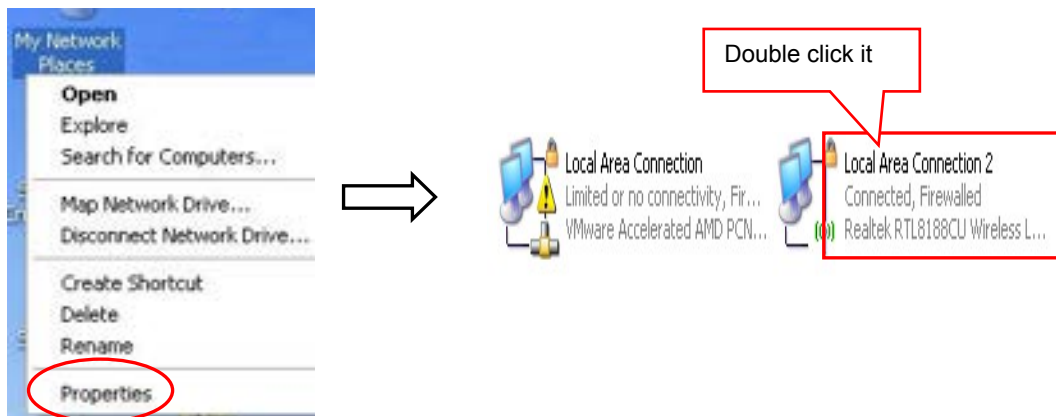 My Network
Places
Open
Explore
Search for Computers...
Map Network Drive...
Disconnect Network Drive...
Create Shortcut
Delete
Rename
Properties
Double click it
Local Area Connection
Limited or no connectivity, Fir...
VMware Accelerated AMD PCN...
Local Area Connection 2
Connected, Firewalled
Realtek RTL8188CU Wireless L...